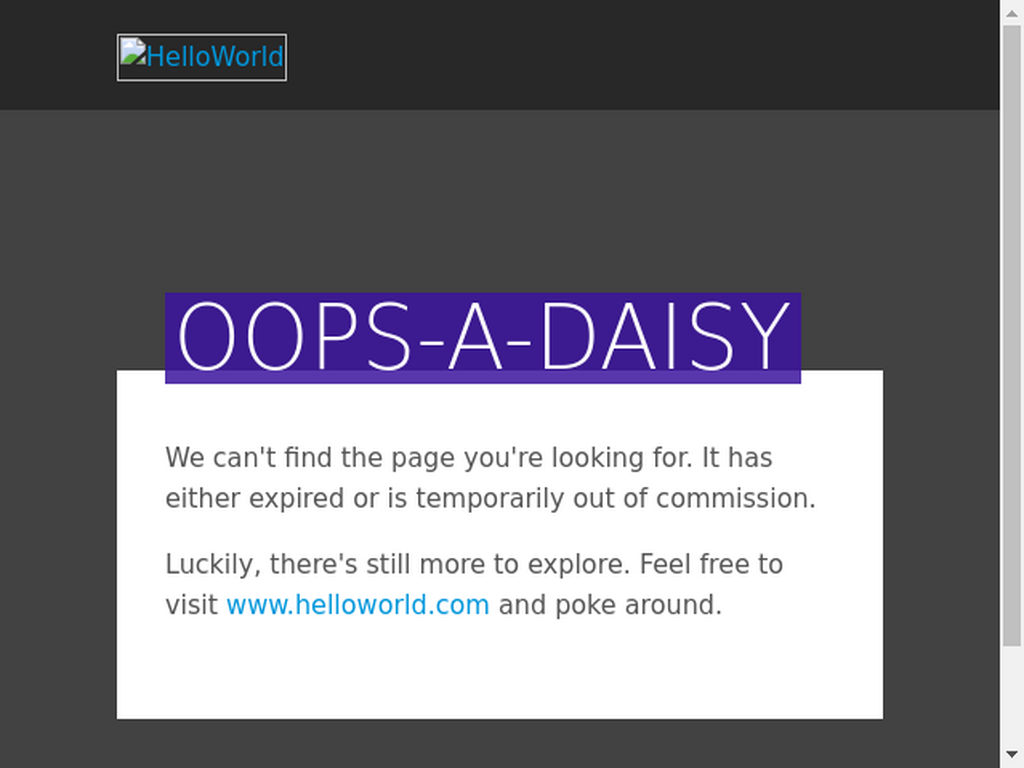 HelloWorld
OOPS-A-DAISY
We can't find the page you're looking for. It has
either expired or is temporarily out of commission.
Luckily, there's still more to explore. Feel free to
visit www.helloworld.com and poke around.